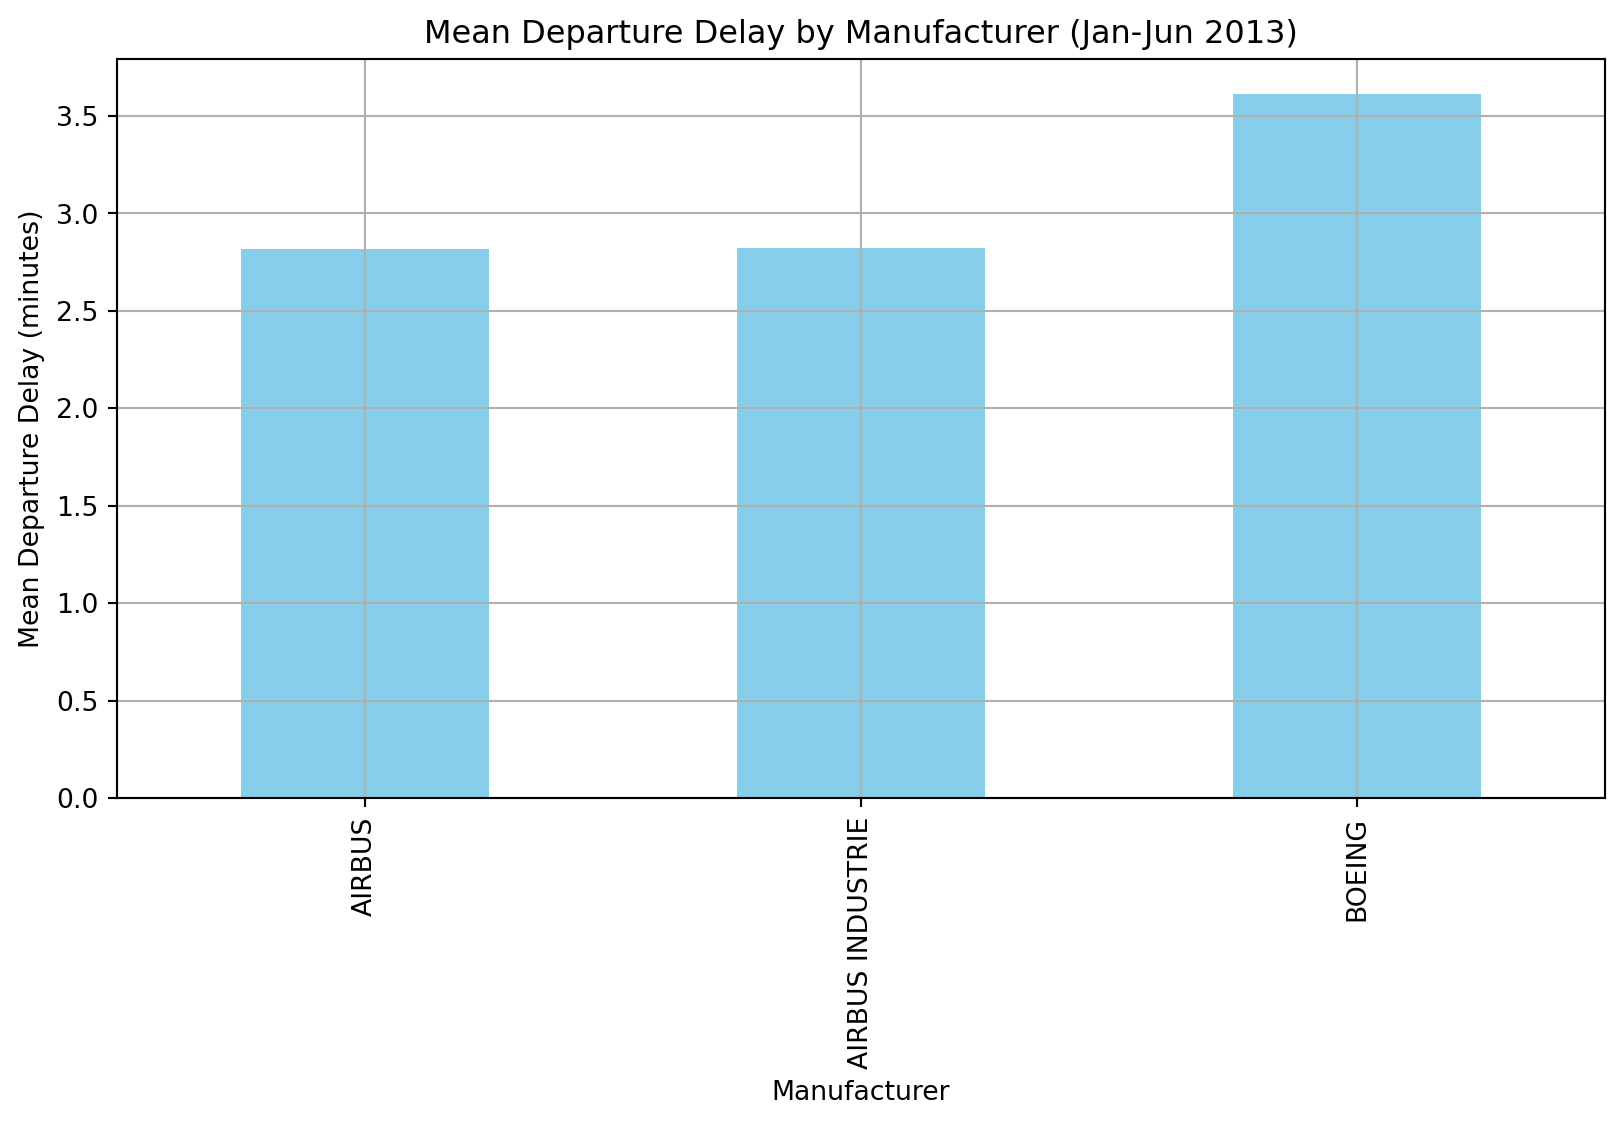 Mean Departure Delay by Manufacturer (Jan-Jun 2013)
Mean Departure Delay (minutes)
3.5
3.0
2.5
2.0
1.5
1.0
0.5
0.0
AIRBUS
AIRBUS INDUSTRIE
BOEING
Manufacturer